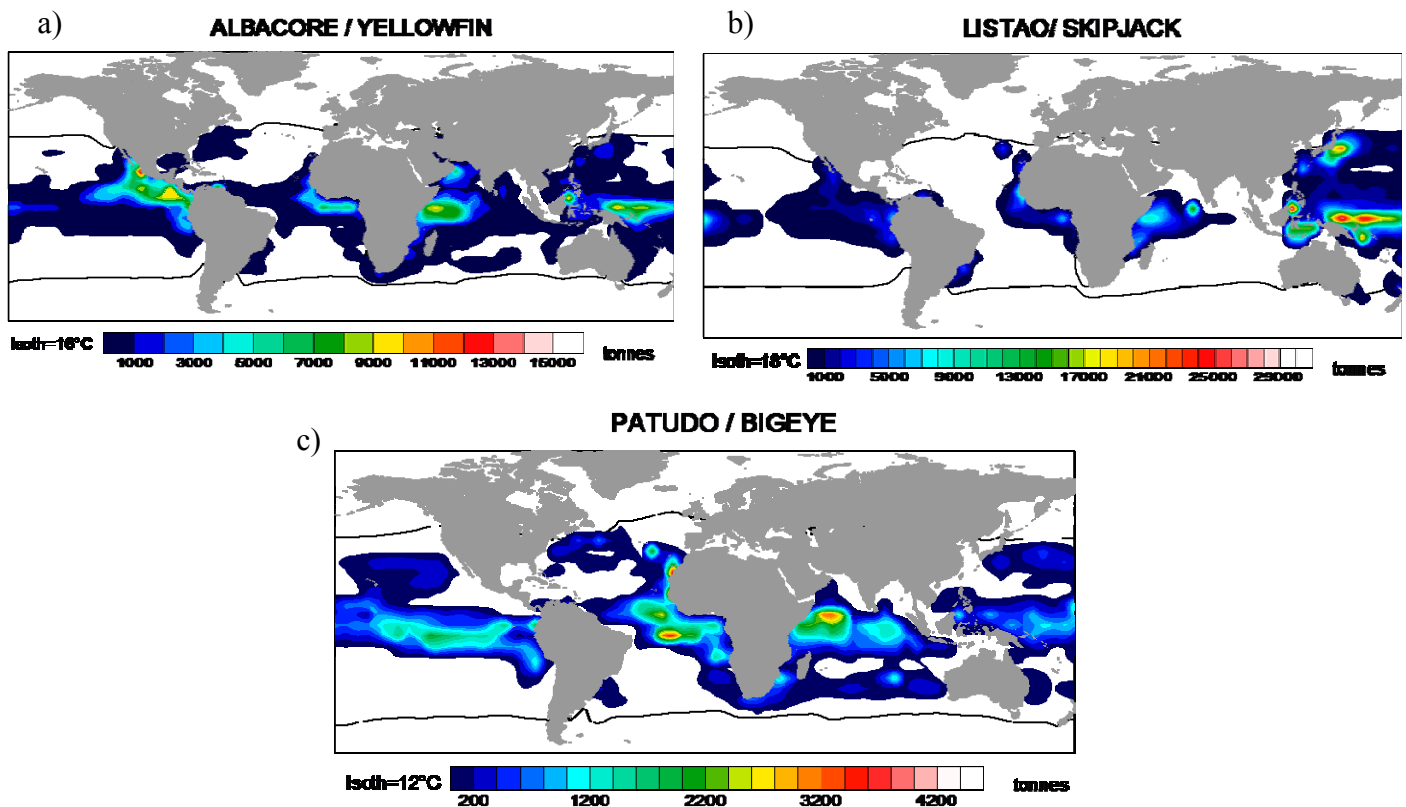 a)
ALBACORE / YELLOWFIN
b)
LISTAO/ SKIPJACK
Isoth=16°C
1000 3000 5000 7000 9000 11000 13000 15000
tonnes
Isoth=18°C
1000 5000 9000 13000 17000 21000 25000 29000
tonnes
c)
PATUDO / BIGEYE
Isoth=12°C
200 1200 2200 3200 4200
tonnes